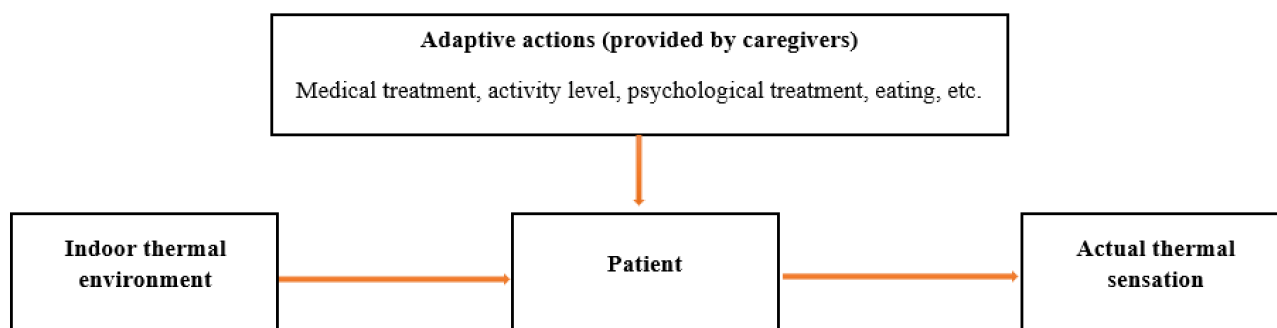 Adaptive actions (provided by caregivers)
Medical treatment, activity level, psychological treatment, eating, etc.
Indoor thermal
environment
Patient
Actual thermal
sensation